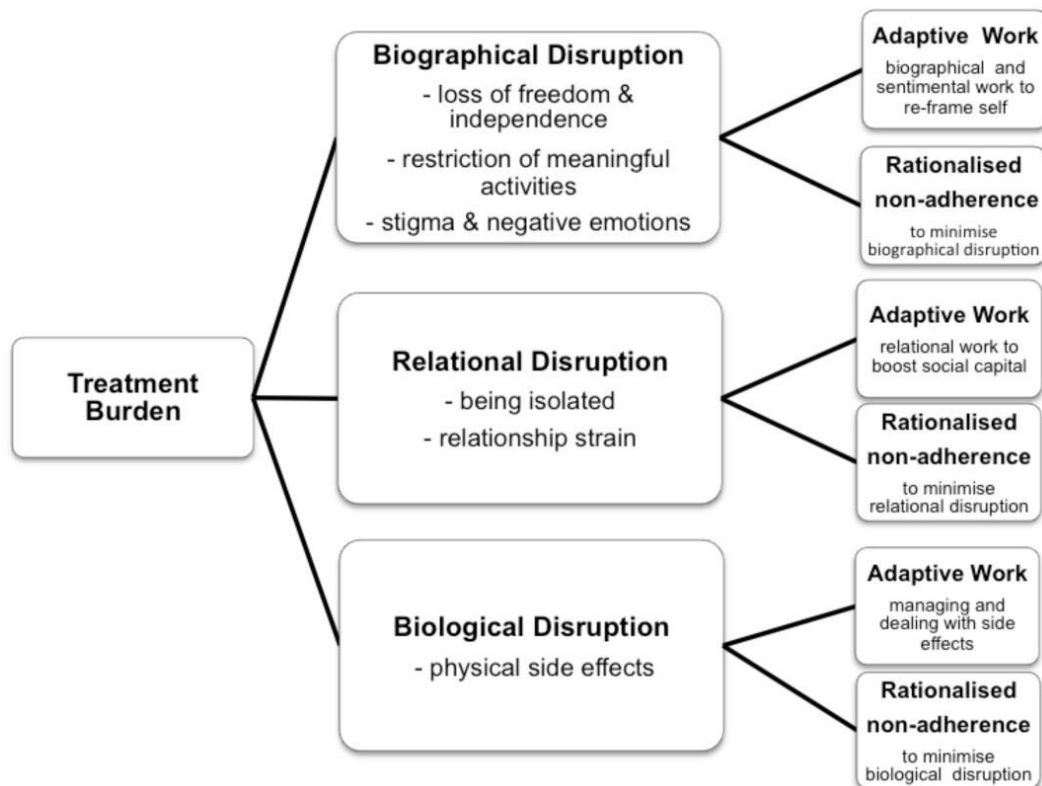 Treatment
Burden
Biographical Disruption
- loss of freedom &
independence
- restriction of meaningful
activities
- stigma & negative emotions
Adaptive Work
biographical and
sentimental work to
re-frame self
Rationalised
non-adherence
to minimise
biographical disruption
Relational Disruption
- being isolated
- relationship strain
Adaptive Work
relational work to
boost social capital
Rationalised
non-adherence
to minimise
relational disruption
Biological Disruption
- physical side effects
Adaptive Work
managing and
dealing with side
effects
Rationalised
non-adherence
to minimise
biological disruption